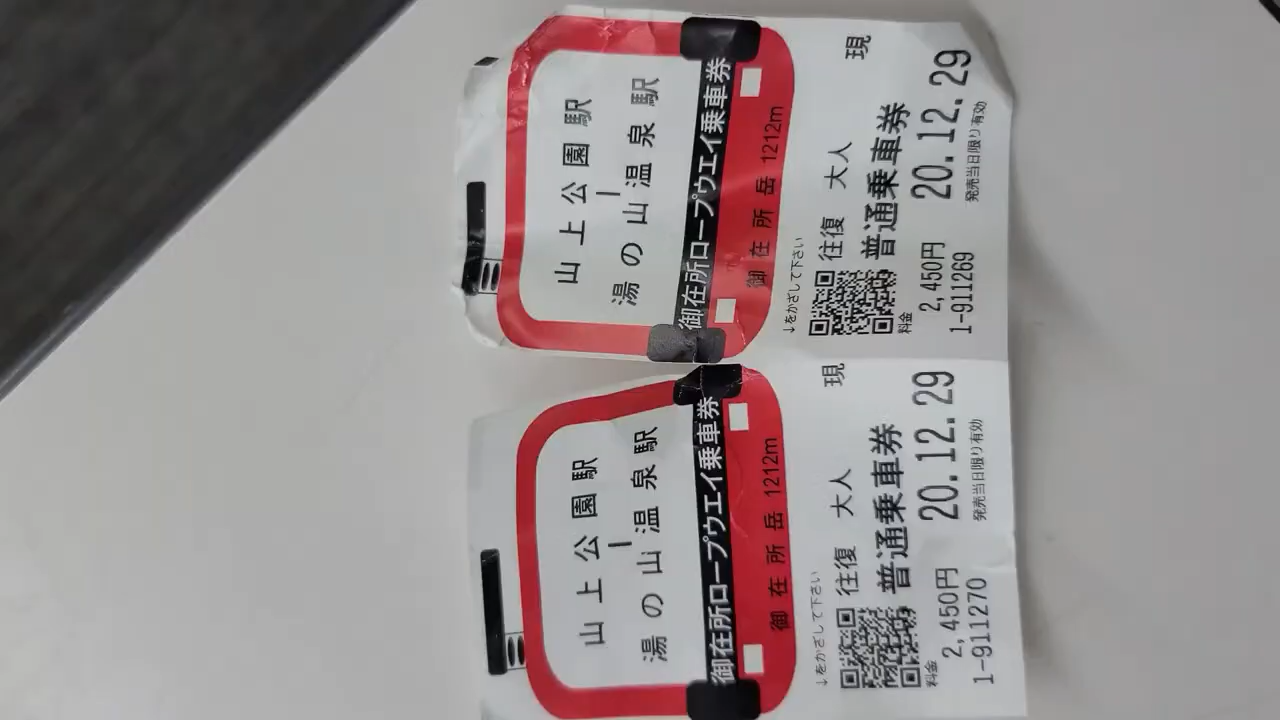 山上公園駅
|
湯の山温泉駅
御在所ロープウエイ乗車券
御在所岳 1212m
↓をかざして下さい
往復 大人 現
普通乗車券
料金
2,450円
20.12.29
1-911269
発売当日限り有効
山上公園駅
|
湯の山温泉駅
御在所ロープウエイ乗車券
御在所岳 1212m
↓をかざして下さい
往復 大人 現
普通乗車券
料金
2,450円
20.12.29
1-911270
発売当日限り有効